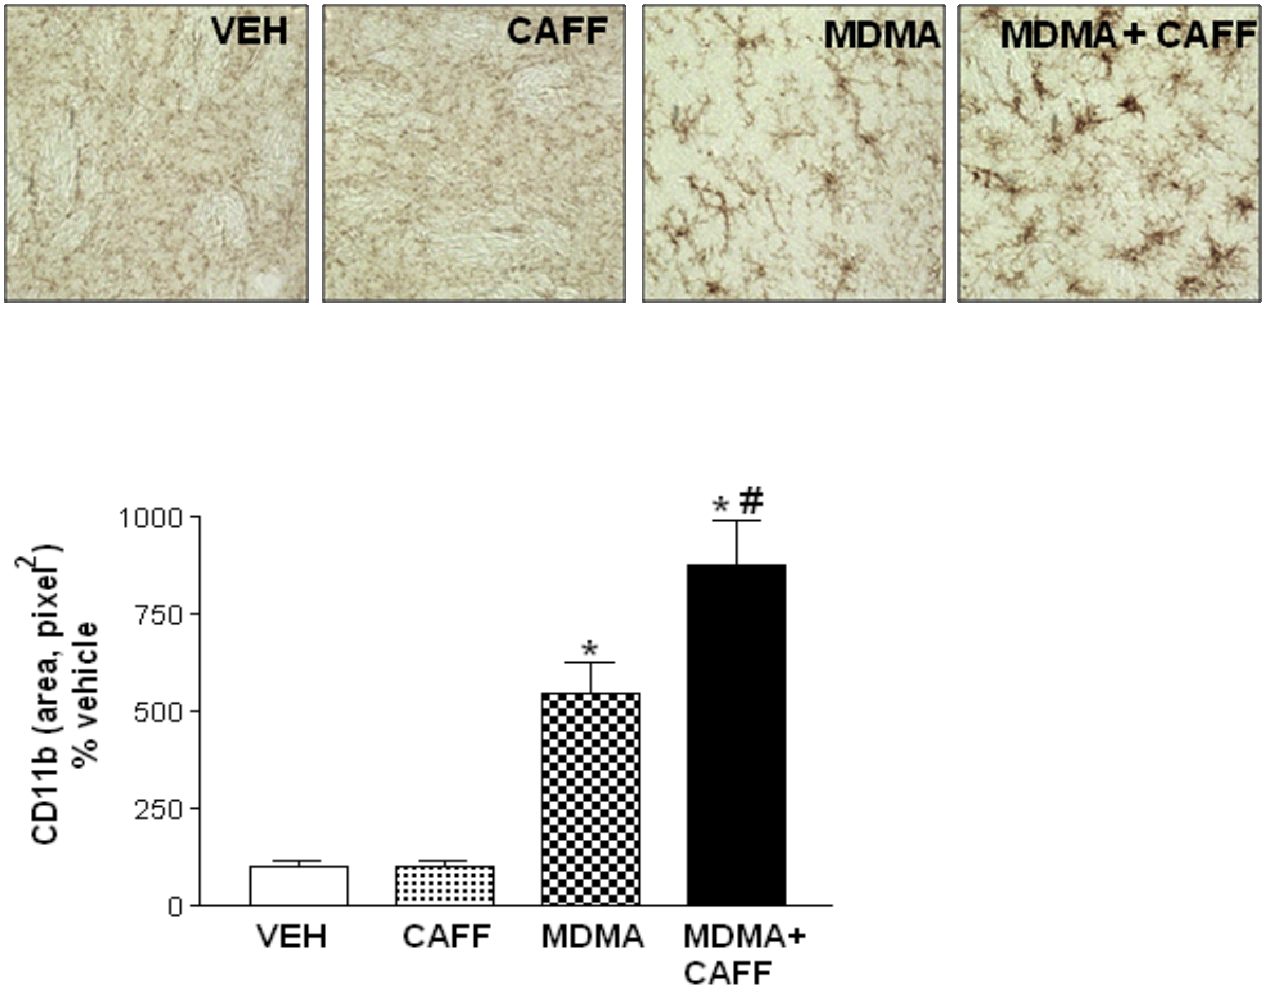 VEH
CAFF
MDMA
MDMA + CAFF
* #
1000
*
750
500
250
0
CD11b (area, pixel²)
% vehicle
VEH
CAFF
MDMA
MDMA+
CAFF